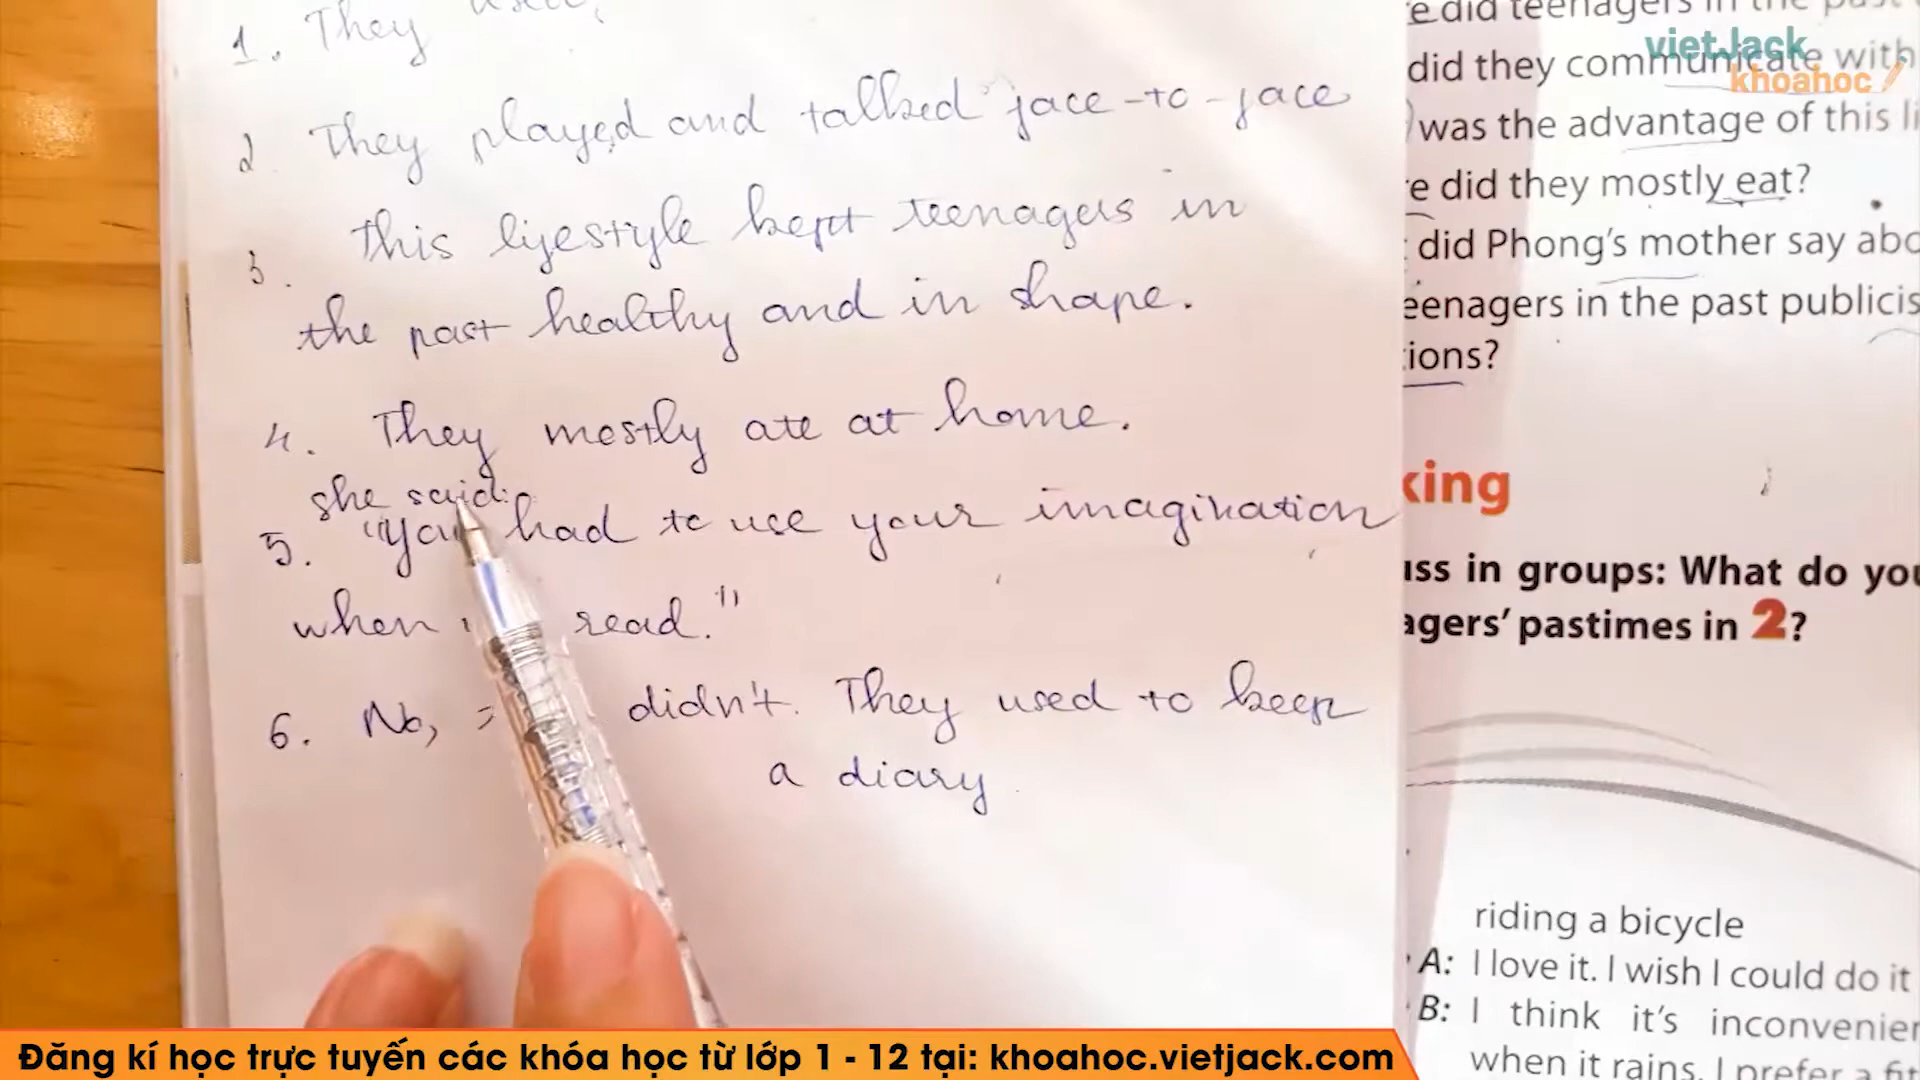 1. They used
2 They played and talked face-to-face
3. this lifestyle kept teenagers in
the past healthy and in shape.
4. They mostly ate at home.
she said:
5. "You had to use your imagination
when read."
6. No, didn't. They used to keep
a diary
e did teenagers in the past
did they communicate with
was the advantage of this li
e did they mostly eat?
did Phong's mother say abo
eenagers in the past publicis
ions?
king
uss in groups: What do you
agers' pastimes in 2?
riding a bicycle
A: I love it. I wish I could do it
B: I think it's inconvenien
when it rains. I prefer a fit
vietJack
khoahoc
Đăng kí học trực tuyến các khóa học từ lớp 1 - 12 tại: khoahoc.vietjack.com